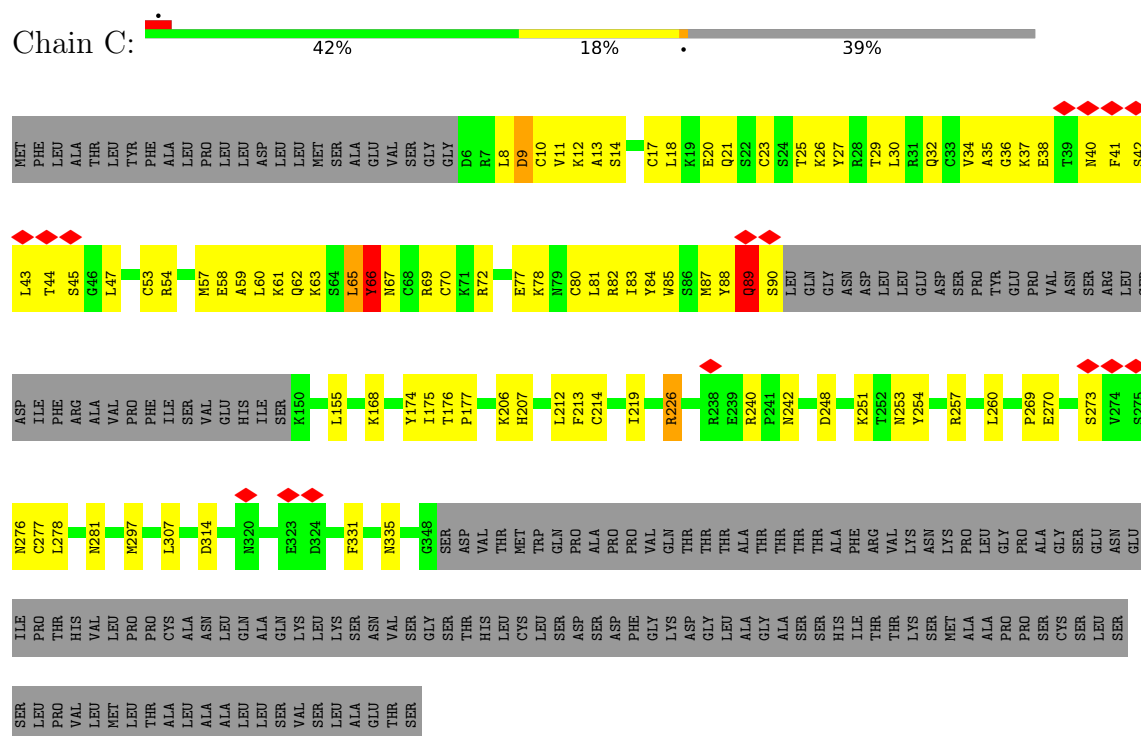 Chain C:
•
42% 18% • 39%
MET PHE LEU ALA THR LEU TYR PHE ALA LEU PRO LEU LEU ASP LEU LEU MET SER ALA GLU VAL SER GLY GLY D6 R7 L8 D9 C10 V11 K12 A13 S14 C17 L18 K19 E20 Q21 S22 C23 S24 T25 K26 Y27 R28 T29 L30 R31 Q32 C33 V34 A35 G36 K37 E38 T39 N40 F41 S42
L43 T44 S45 G46 L47 C53 R54 M57 E58 A59 L60 K61 Q62 K63 S64 L65 Y66 N67 C68 R69 C70 K71 R72 E77 K78 N79 C80 L81 R82 I83 Y84 W85 S86 M87 Y88 Q89 S90 LEU GLN GLY ASN ASP LEU LEU GLU ASP SER PRO TYR GLU PRO VAL ASN SER ARG LEU SER
ASP ILE PHE ARG ALA VAL PRO PHE ILE SER VAL GLU HIS ILE SER K150 L155 K168 Y174 I175 T176 P177 K206 H207 L212 F213 C214 I219 R226 R238 E239 R240 P241 N242 D248 K251 T252 N253 Y254 R257 L260 P269 E270 S273 V274 S275
N276 C277 L278 N281 M297 L307 D314 N320 E323 D324 F331 N335 G348 SER ASP VAL THR MET TRP GLN PRO ALA PRO PRO VAL GLN THR THR THR ALA THR THR THR THR ALA PHE ARG VAL LYS ASN LYS PRO LEU GLY PRO ALA GLY SER GLU ASN GLU
ILE PRO THR HIS VAL LEU PRO PRO CYS ALA ASN LEU GLN ALA GLN LYS LEU LYS SER ASN VAL SER GLY SER THR HIS LEU CYS LEU SER ASP SER ASP PHE GLY LYS ASP GLY LEU ALA GLY ALA SER SER HIS ILE THR THR LYS SER MET ALA ALA PRO PRO SER CYS SER LEU SER
SER LEU PRO VAL LEU MET LEU THR ALA LEU ALA ALA LEU LEU SER VAL SER LEU ALA GLU THR SER